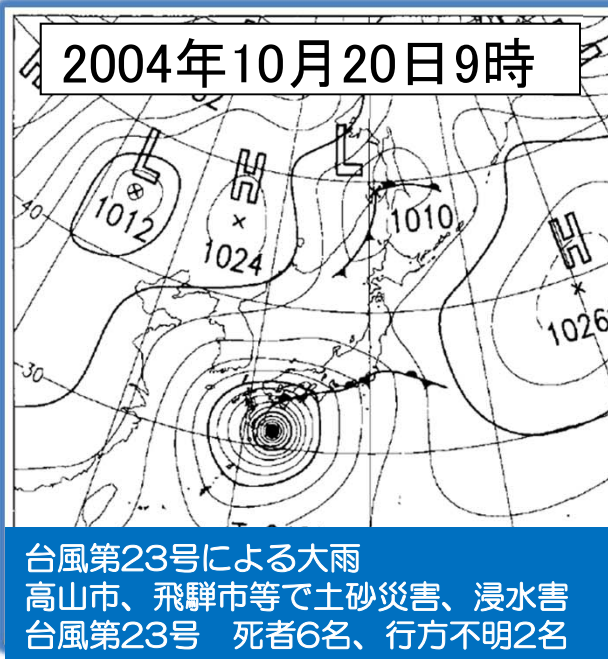 2004年10月20日9時
L
H
L
1012
1024
1010
H
1026
40
30
台風第23号による大雨
高山市、飛騨市等で土砂災害、浸水害
台風第23号　死者6名、行方不明2名